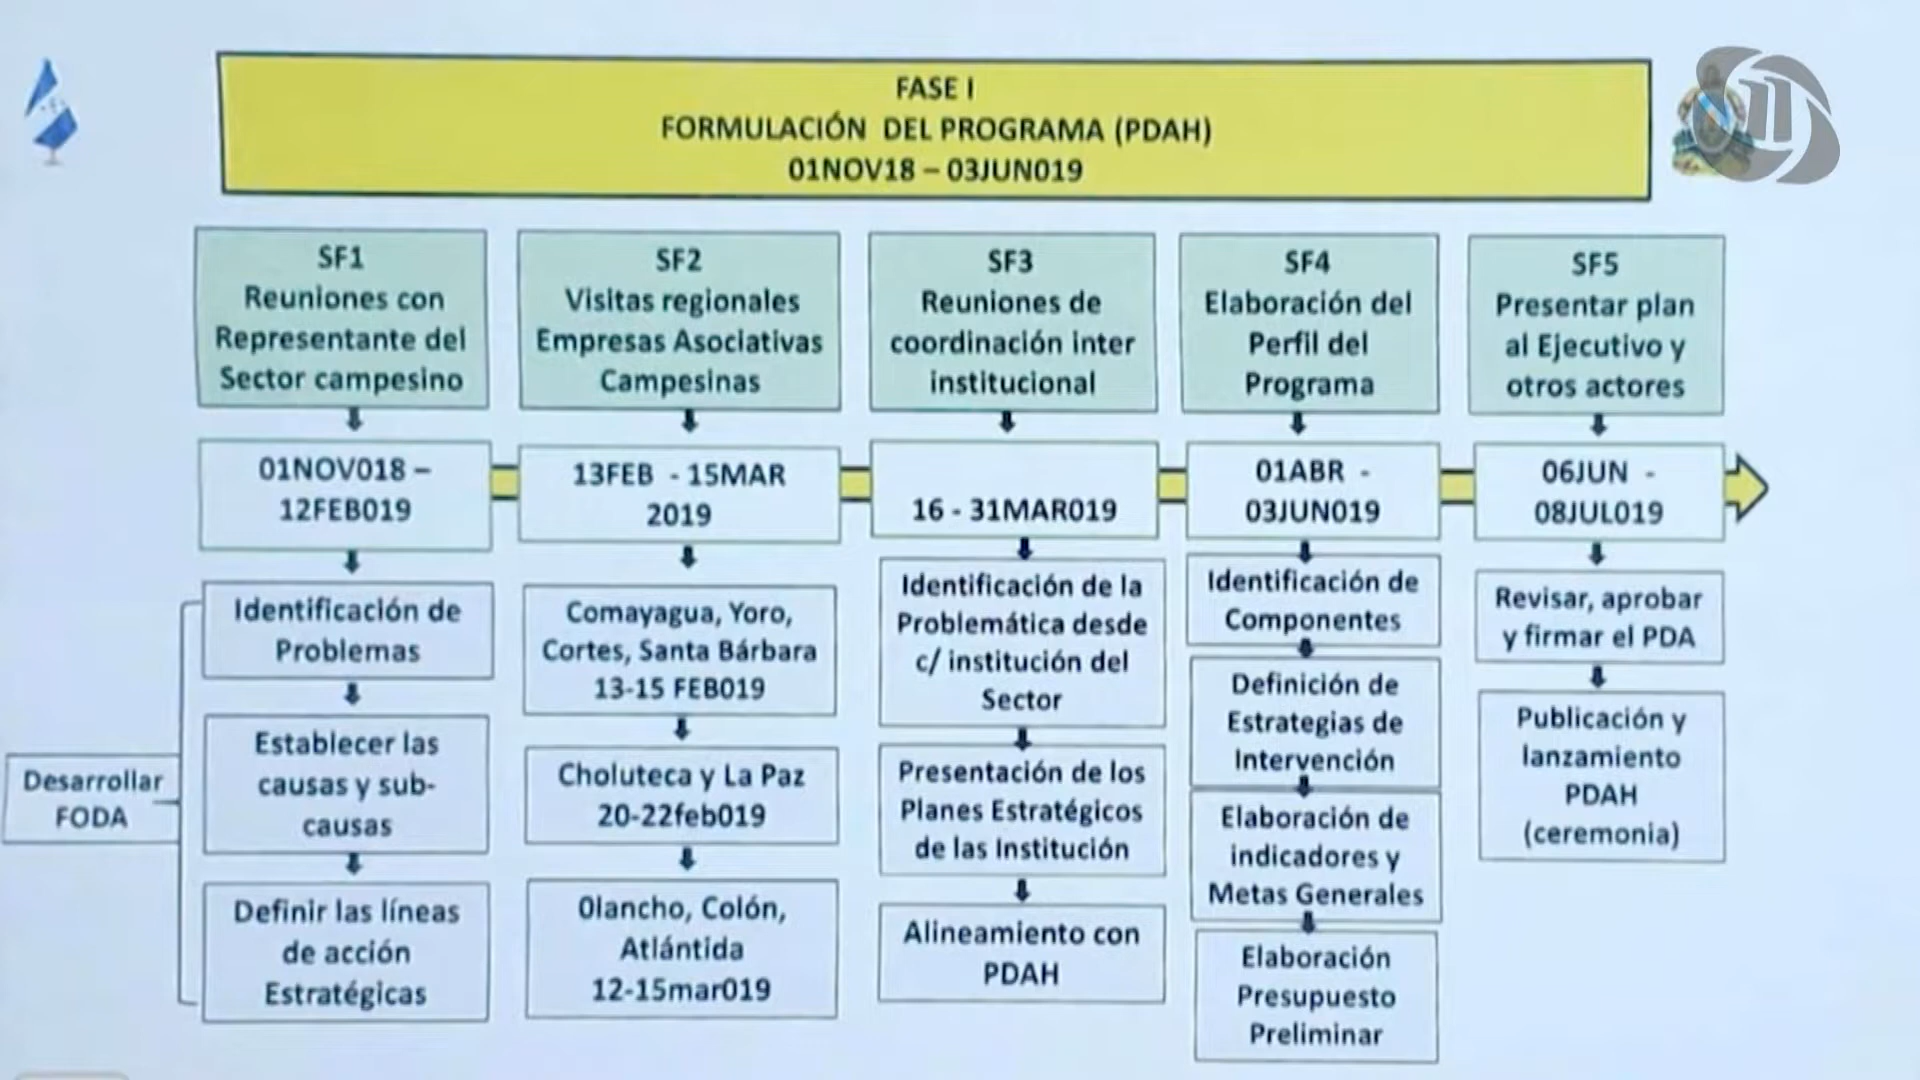 FASE I
FORMULACIÓN DEL PROGRAMA (PDAH)
01NOV18 – 03JUN019
SF1
Reuniones con
Representante del
Sector campesino
SF2
Visitas regionales
Empresas Asociativas
Campesinas
SF3
Reuniones de
coordinación inter
institucional
SF4
Elaboración del
Perfil del
Programa
SF5
Presentar plan
al Ejecutivo y
otros actores
01NOV018 –
12FEB019
13FEB - 15MAR
2019
16 - 31MAR019
01ABR -
03JUN019
06JUN -
08JUL019
Desarrollar
FODA
Identificación de
Problemas
Establecer las
causas y sub-
causas
Definir las líneas
de acción
Estratégicas
Comayagua, Yoro,
Cortes, Santa Bárbara
13-15 FEB019
Choluteca y La Paz
20-22feb019
Olancho, Colón,
Atlántida
12-15mar019
Identificación de la
Problemática desde
c/ institución del
Sector
Presentación de los
Planes Estratégicos
de las Institución
Alineamiento con
PDAH
Identificación de
Componentes
Definición de
Estrategias de
Intervención
Elaboración de
indicadores y
Metas Generales
Elaboración
Presupuesto
Preliminar
Revisar, aprobar
y firmar el PDA
Publicación y
lanzamiento
PDAH
(ceremonia)
11